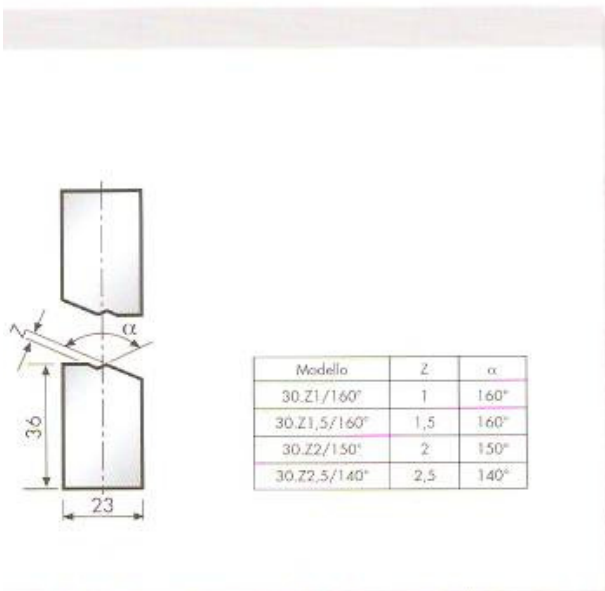 α
Z
36
23
Modello Z α
30.Z1/160° 1 160°
30.Z1,5/160° 1,5 160°
30.Z2/150° 2 150°
30.Z2,5/140° 2,5 140°